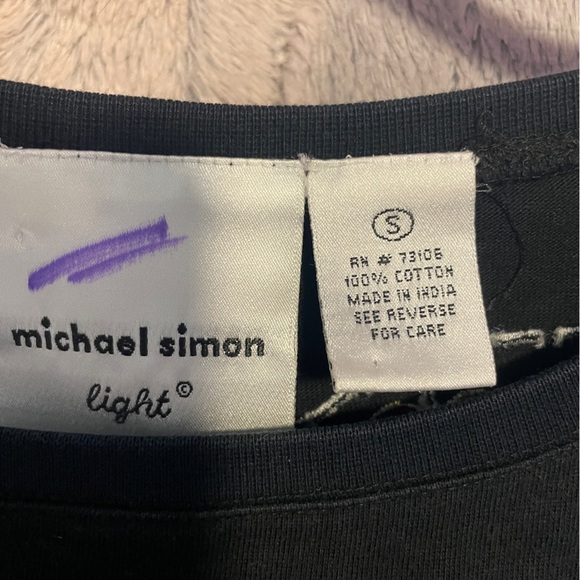 michael simon
light©
S
RN # 73106
100% COTTON
MADE IN INDIA
SEE REVERSE
FOR CARE